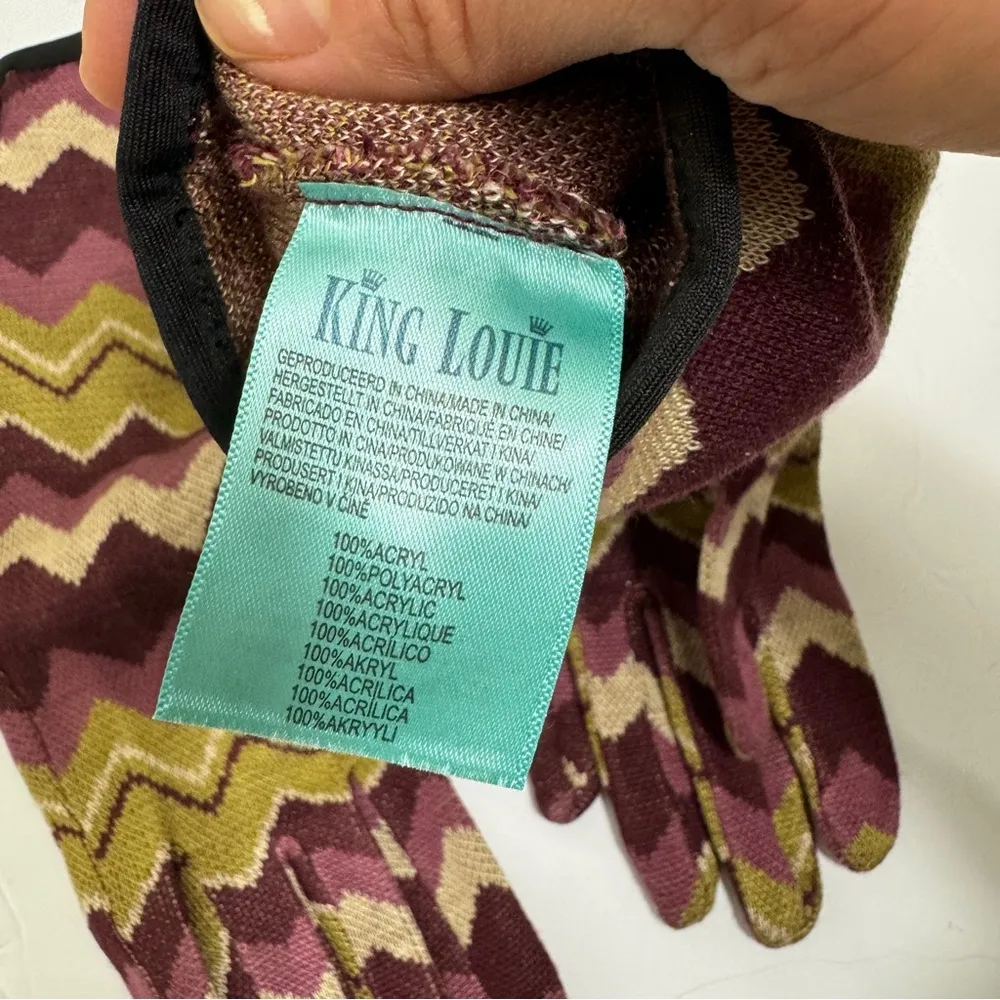 KING LOUIE
GEPRODUCEERD IN CHINA/MADE IN CHINA/
HERGESTELLT IN CHINA/FABRIQUÉ EN CHINE/
FABRICADO EN CHINA/TILLVERKAT I KINA/
PRODOTTO IN CINA/PRODUKOWANE W CHINACH/
VALMISTETTU KIINASSA/PRODUCERET I KINA/
PRODUSERT I KINA/PRODUZIDO NA CHINA/
VYROBENO V ČÍNĚ
100%ACRYL
100%POLYACRYL
100%ACRYLIC
100%ACRYLIQUE
100%ACRÍLICO
100%AKRYL
100%ACRILICA
100%ACRÍLICA
100%AKRYYLI